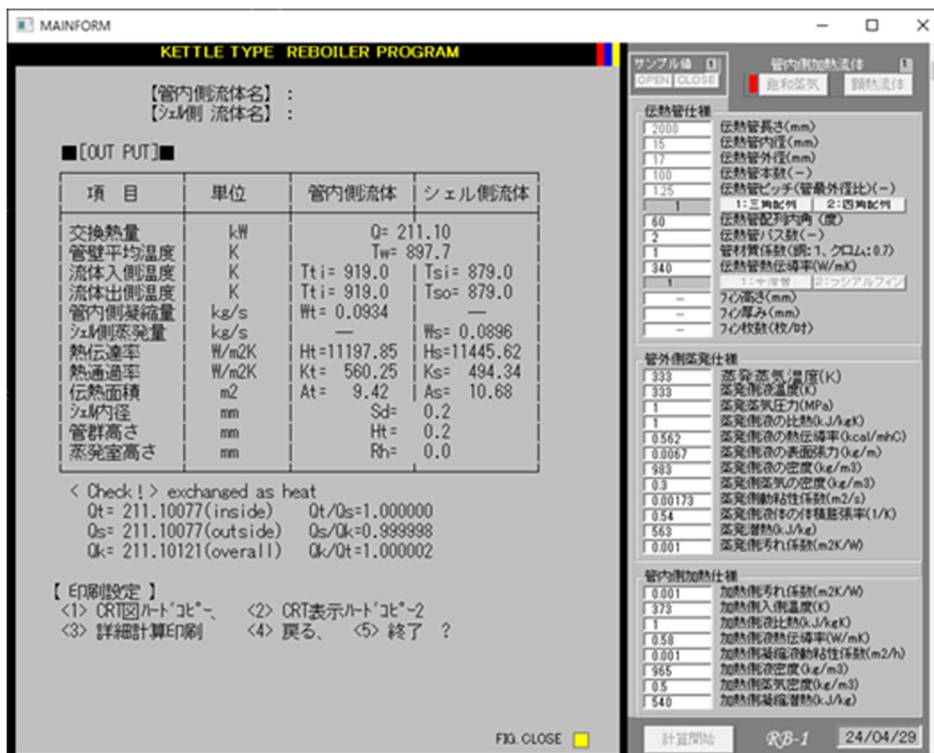 MAINFORM
KETTLE TYPE REBOILER PROGRAM
【管内側流体名】：
【シェル側 流体名】：
■[OUT PUT]■
項 目 単位 管内側流体 シェル側流体
交換熱量 kW Q= 211.10
管壁平均温度 K Tw= 897.7
流体入側温度 K Tti= 919.0 Tsi= 879.0
流体出側温度 K Tti= 919.0 Tso= 879.0
管内側凝縮量 kg/s Wt= 0.0934 —
シェル側蒸発量 kg/s — Ws= 0.0896
熱伝達率 W/m2K Ht=11197.85 Hs=11445.62
熱通過率 W/m2K Kt= 560.25 Ks= 494.34
伝熱面積 m2 At= 9.42 As= 10.68
シェル内径 mm Sd= 0.2
管群高さ mm Ht= 0.2
蒸発室高さ mm Rh= 0.0
< Check！> exchanged as heat
Qt= 211.10077(inside) Qt/Qs=1.000000
Qs= 211.10077(outside) Qs/Qk=0.999998
Qk= 211.10121(overall) Qk/Qt=1.000002
【 印刷設定 】
<1> CRT図ハードコピー、 <2> CRT表示ハードコピー2
<3> 詳細計算印刷 <4> 戻る、 <5> 終了 ？
FIG. CLOSE
サンプル値 1
OPEN CLOSE
管内側加熱流体 1
飽和蒸気 顕熱流体
伝熱管仕様
2000 伝熱管長さ(mm)
15 伝熱管内径(mm)
17 伝熱管外径(mm)
100 伝熱管本数(-)
1.25 伝熱管ピッチ(管最外径比)(-)
1 1:三角配列 2:四角配列
60 伝熱管配列内角 (度)
2 伝熱管パス数(-)
1 管材質係数(銅:1、クロム:0.7)
340 伝熱管熱伝導率(W/mK)
1 1:平滑管 2:ラジアルフィン
- フィン高さ(mm)
- フィン厚み(mm)
- フィン枚数(枚/吋)
管外側蒸発仕様
333 蒸発蒸気温度(K)
333 蒸発側液温度(K)
1 蒸発蒸気圧力(MPa)
1 蒸発側液の比熱(kJ/kgK)
0.562 蒸発側液の熱伝導率(kcal/mhC)
0.0067 蒸発側液の表面張力(kg/m)
983 蒸発側液の密度(kg/m3)
0.3 蒸発側蒸気の密度(kg/m3)
0.00173 蒸発側動粘性係数(m2/s)
0.54 蒸発側液体の体積膨張率(1/K)
563 蒸発潜熱(kJ/kg)
0.001 蒸発側汚れ係数(m2K/W)
管内側加熱仕様
0.001 加熱側汚れ係数(m2K/W)
373 加熱側入側温度(K)
1 加熱側液比熱(kJ/kgK)
0.58 加熱側液熱伝導率(W/mK)
0.001 加熱側凝縮液動粘性係数(m2/h)
965 加熱側液密度(kg/m3)
0.5 加熱側蒸気密度(kg/m3)
540 加熱側凝縮潜熱(kJ/kg)
計算開始 RB-1 24/04/29